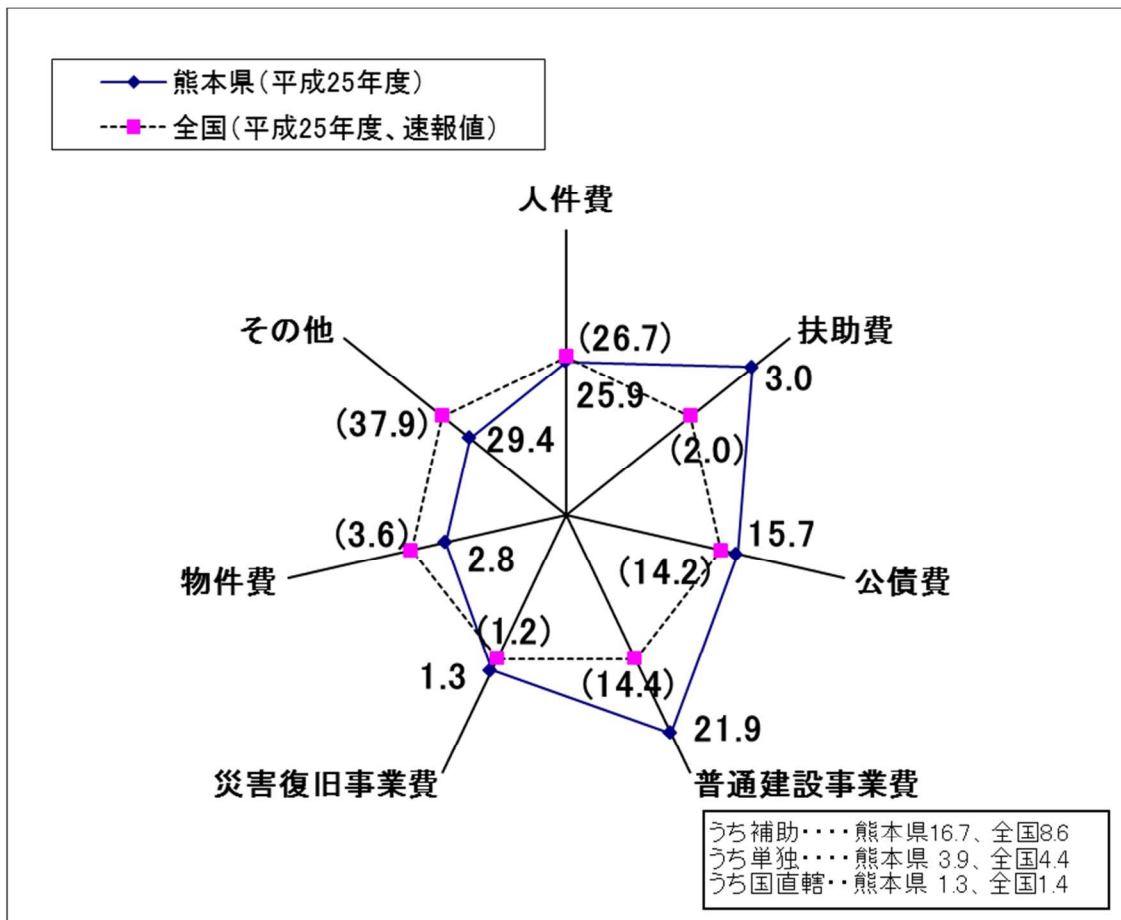 熊本県(平成25年度)
全国(平成25年度、速報値)
人件費
(26.7)
25.9
扶助費
3.0
(2.0)
公債費
15.7
(14.2)
普通建設事業費
21.9
(14.4)
災害復旧事業費
1.3
(1.2)
物件費
2.8
(3.6)
その他
29.4
(37.9)
うち補助････熊本県16.7、全国8.6
うち単独････熊本県 3.9、全国4.4
うち国直轄･･熊本県 1.3、全国1.4